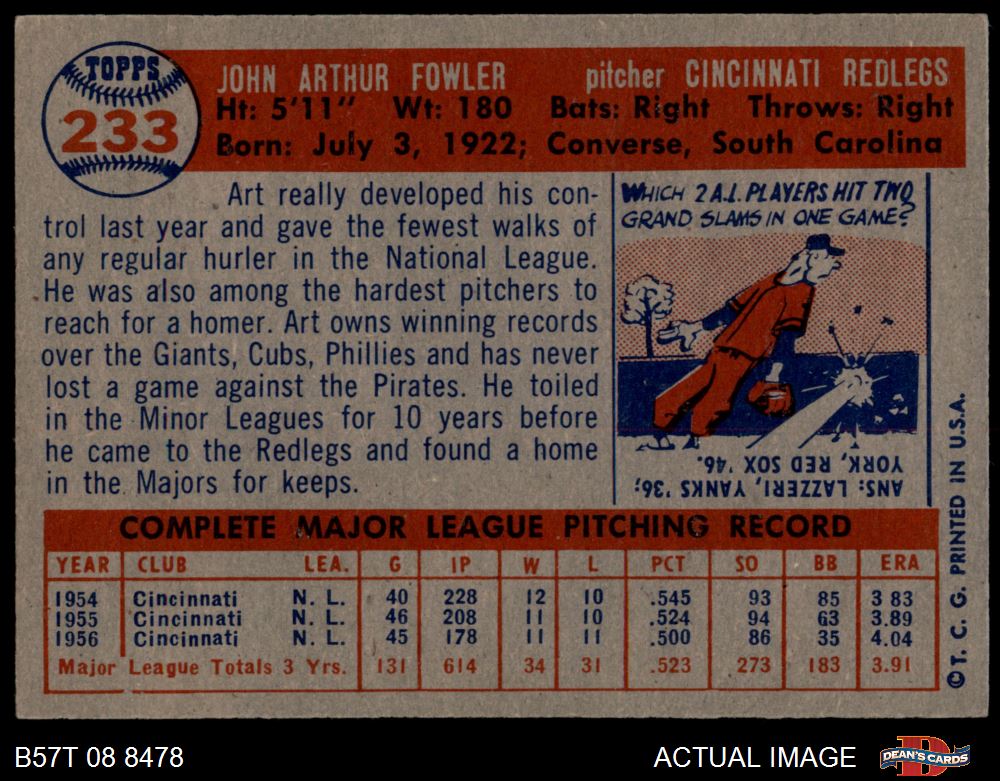 TOPPS
233
JOHN ARTHUR FOWLER pitcher CINCINNATI REDLEGS
Ht: 5'11" Wt: 180 Bats: Right Throws: Right
Born: July 3, 1922; Converse, South Carolina
Art really developed his con-
trol last year and gave the fewest walks of
any regular hurler in the National League.
He was also among the hardest pitchers to
reach for a homer. Art owns winning records
over the Giants, Cubs, Phillies and has never
lost a game against the Pirates. He toiled
in the Minor Leagues for 10 years before
he came to the Redlegs and found a home
in the Majors for keeps.
WHICH 2 A.L. PLAYERS HIT TWO
GRAND SLAMS IN ONE GAME?
ANS: LAZZERI, YANKS '36;
YORK, RED SOX '46.
COMPLETE MAJOR LEAGUE PITCHING RECORD
YEAR CLUB LEA. G IP W L PCT SO BB ERA
1954 Cincinnati N. L. 40 228 12 10 .545 93 85 3 83
1955 Cincinnati N. L. 46 208 11 10 .524 94 63 3.89
1956 Cincinnati N. L. 45 178 11 11 .500 86 35 4.04
Major League Totals 3 Yrs. 131 614 34 31 .523 273 183 3.91
©T. C. G. PRINTED IN U.S.A.
B57T 08 8478 ACTUAL IMAGE DEAN'S CARDS